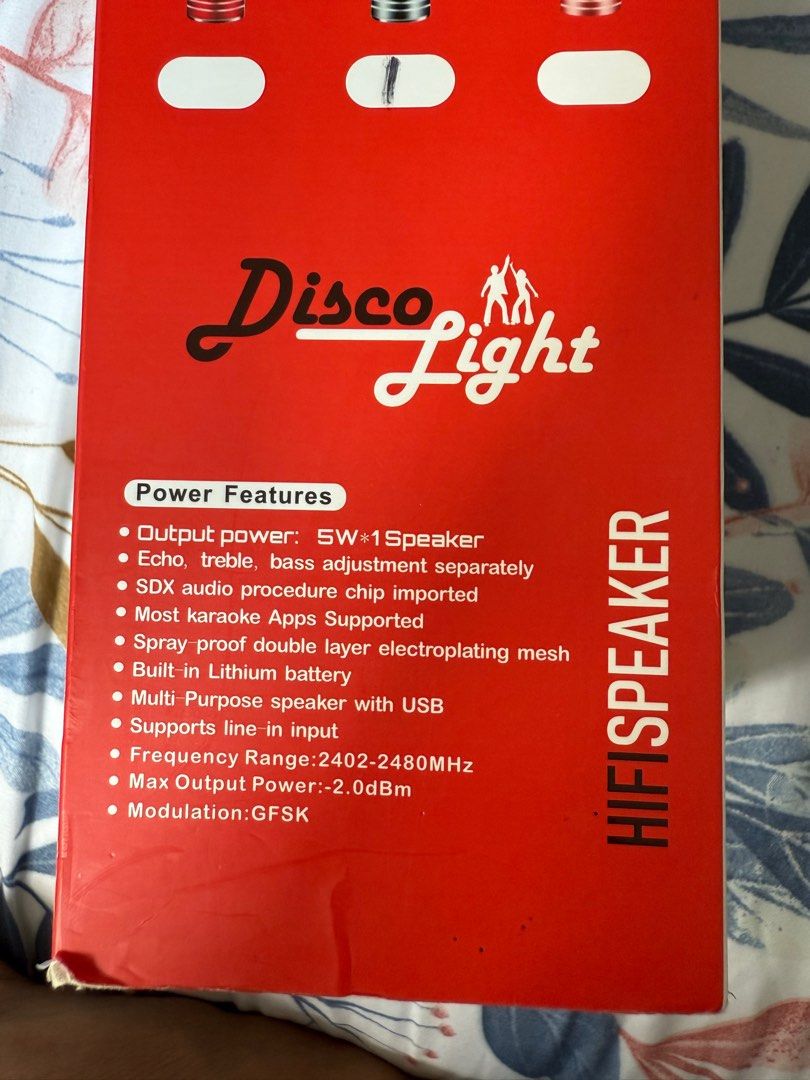 Disco
Light
Power Features
Output power: 5W*1Speaker
Echo, treble, bass adjustment separately
SDX audio procedure chip imported
Most karaoke Apps Supported
Spray-proof double layer electroplating mesh
Built-in Lithium battery
Multi-Purpose speaker with USB
Supports line-in input
Frequency Range:2402-2480MHz
Max Output Power:-2.0dBm
Modulation:GFSK
HIFISPEAKER